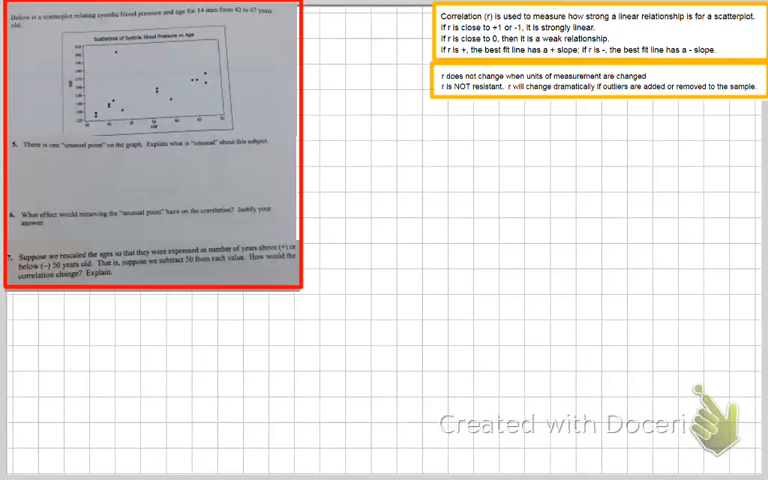 Below is a scatterplot relating systolic blood pressure and age for 14 men from 42 to 67 years
old.
Scatterplot of Systolic Blood Pressure vs Age
5. There is one "unusual point" on the graph. Explain what is "unusual" about this subject.
6. What effect would removing the "unusual point" have on the correlation? Justify your
answer.
7. Suppose we rescaled the ages so that they were expressed as number of years above (+) or
below (–) 50 years old. That is, suppose we subtract 50 from each value. How would the
correlation change? Explain.
Correlation (r) is used to measure how strong a linear relationship is for a scatterplot.
If r is close to +1 or -1, it is strongly linear.
If r is close to 0, then it is a weak relationship.
If r is +, the best fit line has a + slope; if r is -, the best fit line has a - slope.
r does not change when units of measurement are changed
r is NOT resistant. r will change dramatically if outliers are added or removed to the sample.
Created with Doceri